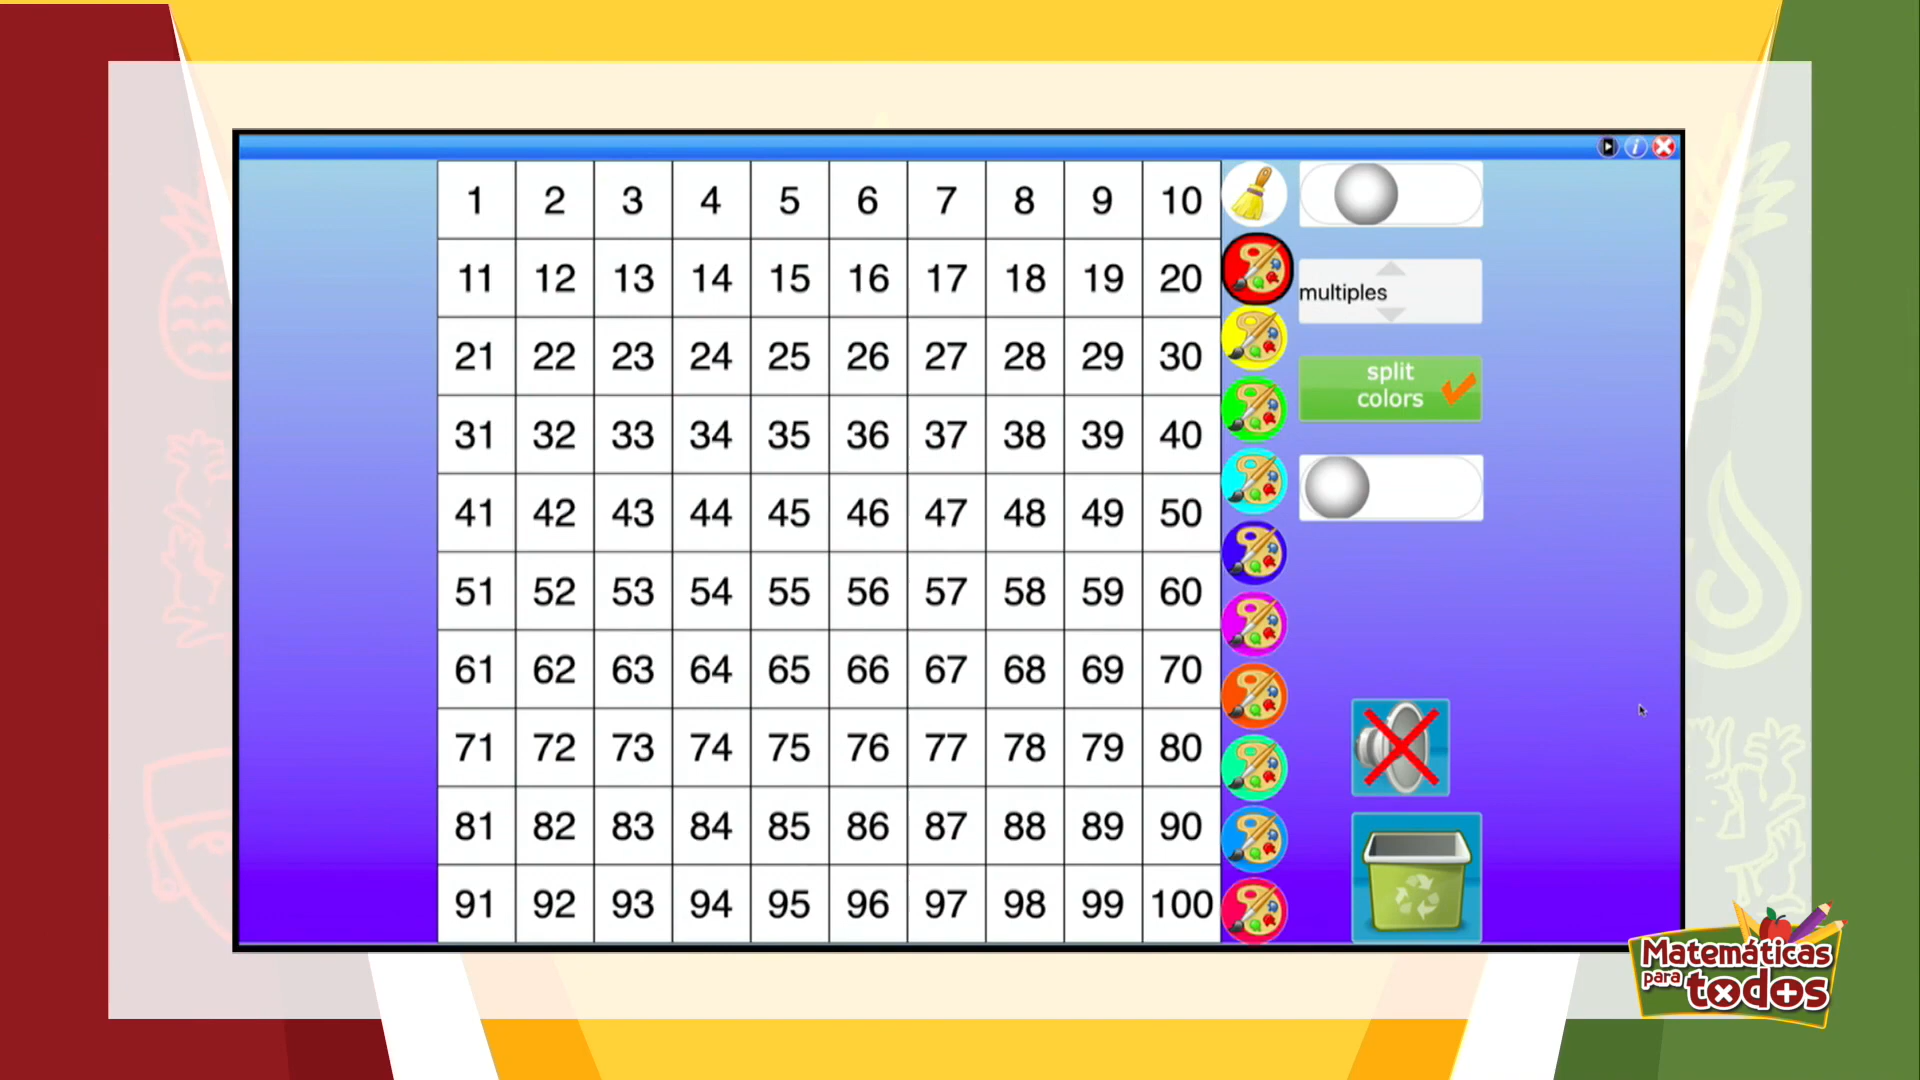 1 2 3 4 5 6 7 8 9 10
multiples
11 12 13 14 15 16 17 18 19 20
21 22 23 24 25 26 27 28 29 30
split
colors
31 32 33 34 35 36 37 38 39 40
41 42 43 44 45 46 47 48 49 50
51 52 53 54 55 56 57 58 59 60
61 62 63 64 65 66 67 68 69 70
71 72 73 74 75 76 77 78 79 80
81 82 83 84 85 86 87 88 89 90
91 92 93 94 95 96 97 98 99 100
Matemáticas
para
todos